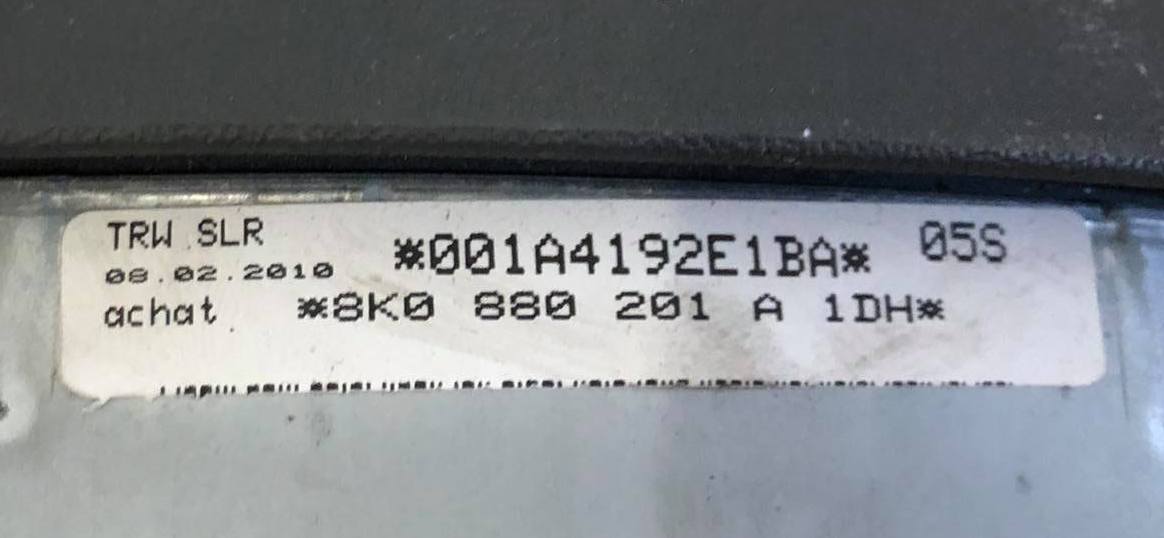 TRW SLR *001A4192E1BA* 05S
08.02.2010
achat *8K0 880 201 A 1DH*